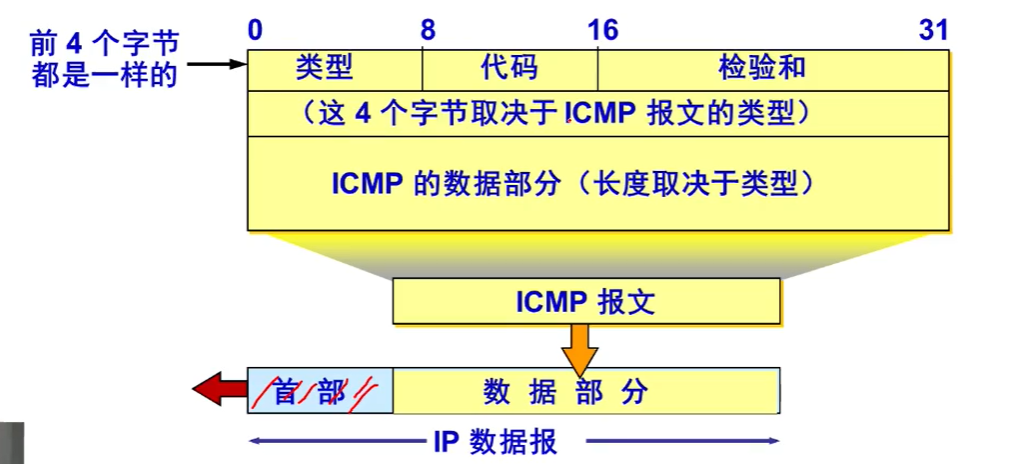 0 8 16 31
前 4 个字节
都是一样的
类型 代码 检验和
(这 4 个字节取决于 ICMP 报文的类型)
ICMP 的数据部分(长度取决于类型)
ICMP 报文
首部 数据部分
IP 数据报